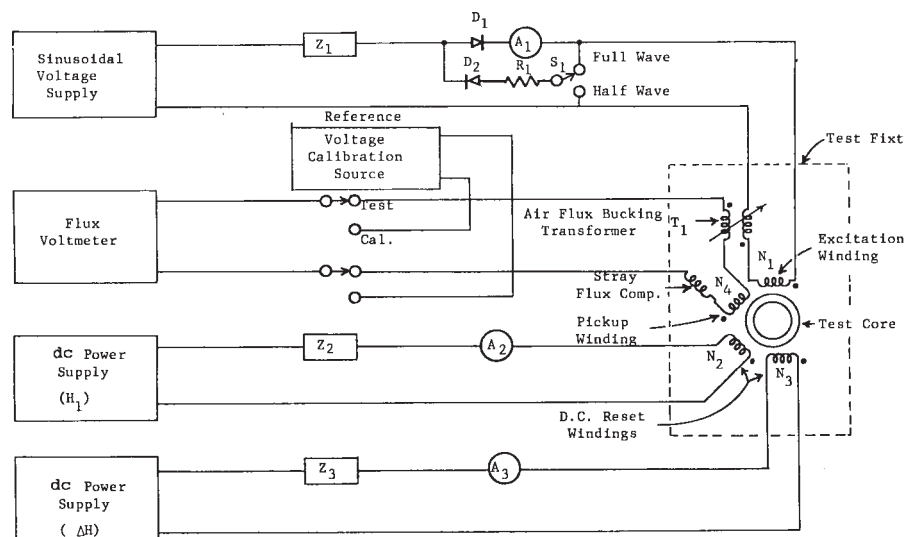 Sinusoidal
Voltage
Supply
Z1
D1
A1
D2
R1
S1
Full Wave
Half Wave
Reference
Voltage
Calibration
Source
Test Fixt
Flux
Voltmeter
Test
Cal.
Air Flux Bucking
Transformer
T1
N1
Excitation
Winding
Stray
Flux Comp.
N4
Pickup
Winding
Test Core
dc Power
Supply
(H1)
Z2
A2
N2
N3
D.C. Reset
Windings
dc Power
Supply
( ΔH)
Z3
A3